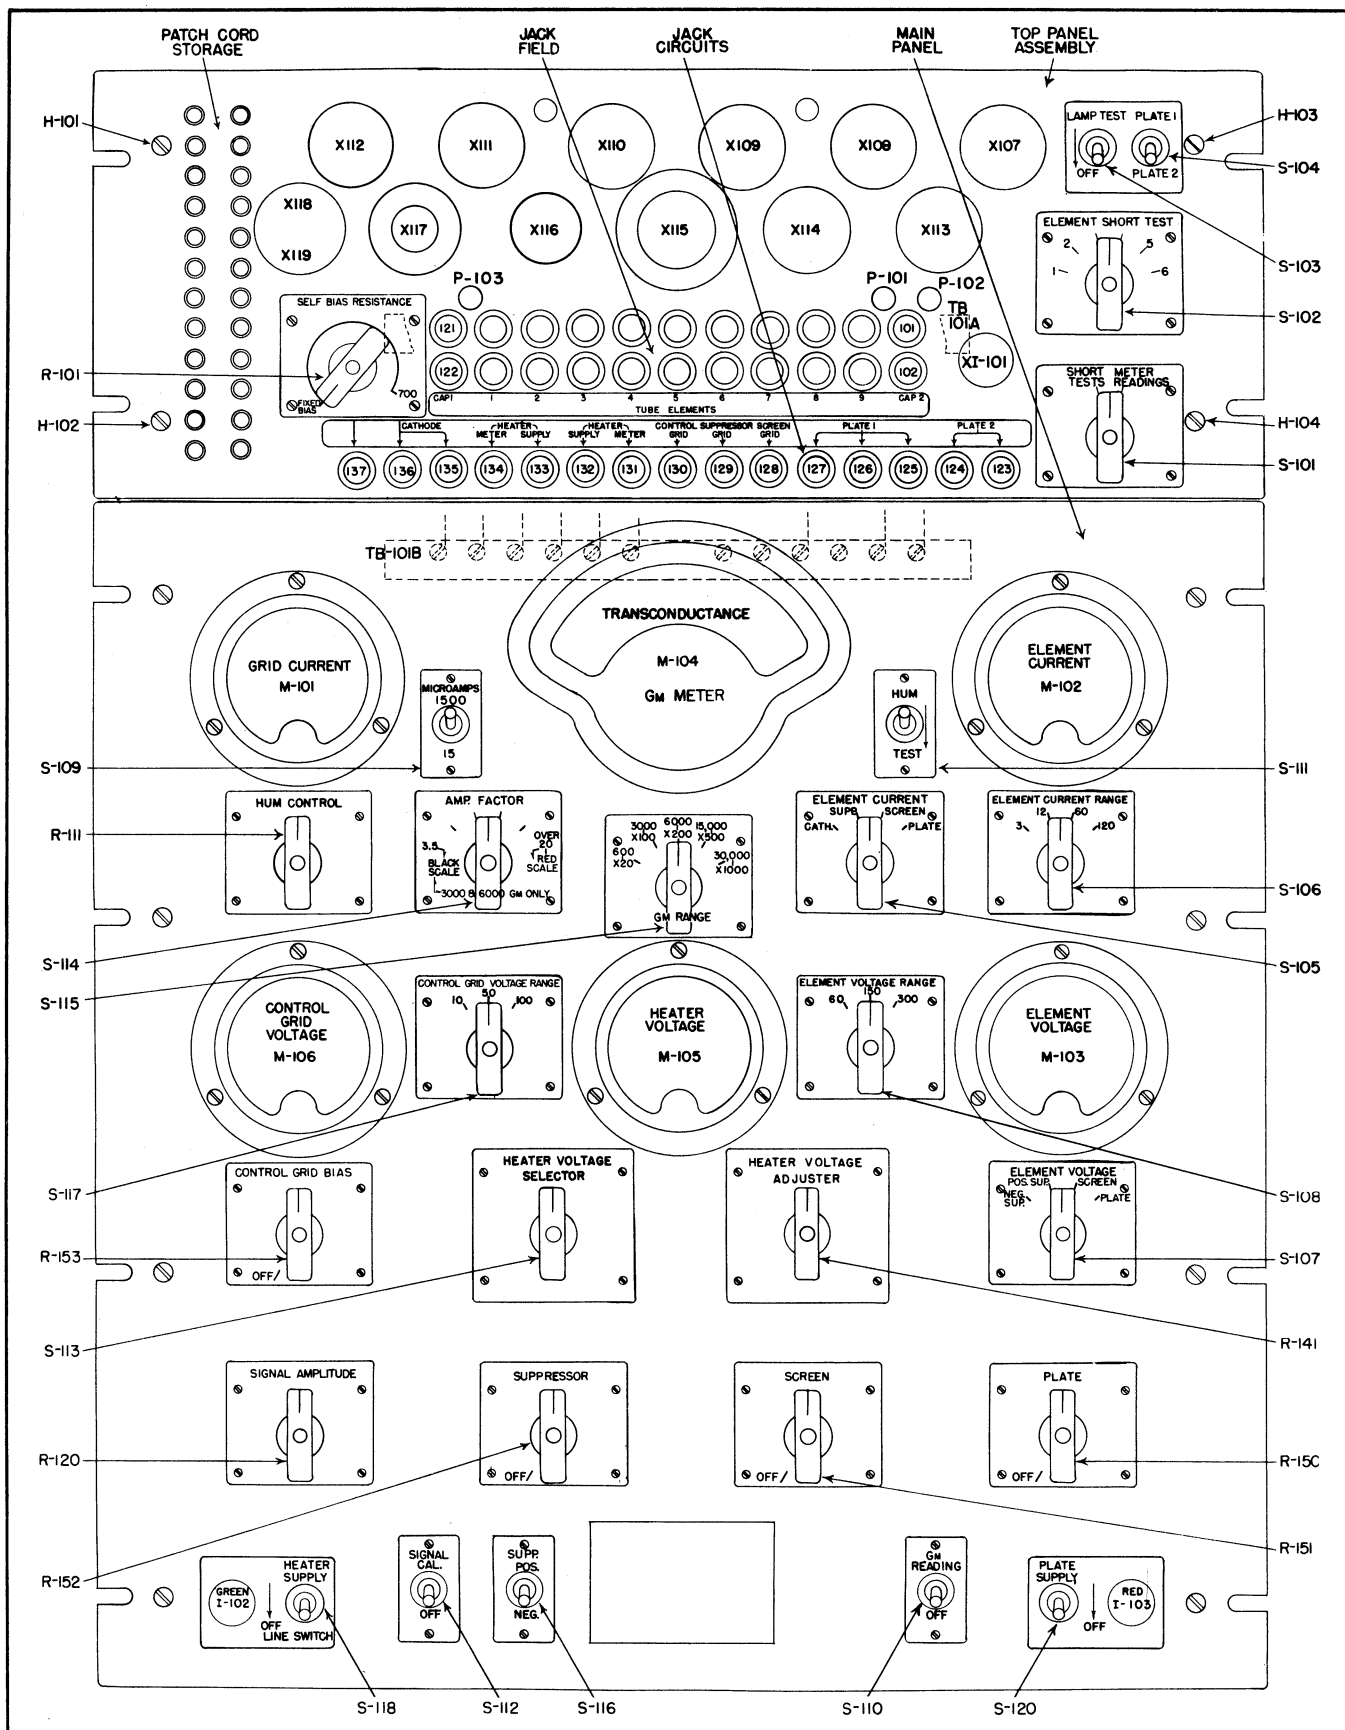 PATCH CORD
STORAGE
JACK
FIELD
JACK
CIRCUITS
MAIN
PANEL
TOP PANEL
ASSEMBLY
H-101
H-103
S-104
S-103
S-102
R-101
H-102
H-104
S-101
X112
X111
X110
X109
X108
X107
LAMP TEST PLATE 1
OFF PLATE 2
X118
X119
X117
X116
X115
X114
X113
ELEMENT SHORT TEST
2 5
1 6
P-103
P-101
P-102
TB
101A
XI-101
SELF BIAS RESISTANCE
FIXED
BIAS
700
121
101
122
102
CAP1 1 2 3 4 5 6 7 8 9 CAP 2
TUBE ELEMENTS
SHORT METER
TESTS READINGS
CATHODE
HEATER
METER SUPPLY
HEATER
SUPPLY METER
CONTROL SUPPRESSOR SCREEN
GRID GRID GRID
PLATE 1
PLATE 2
137 136 135 134 133 132 131 130 129 128 127 126 125 124 123
TB-101B
TRANSCONDUCTANCE
M-104
GM METER
GRID CURRENT
M-101
ELEMENT
CURRENT
M-102
MICROAMPS
1500
15
HUM
TEST
S-109
S-111
HUM CONTROL
R-111
AMP. FACTOR
3.5
BLACK
SCALE
OVER
20
RED
SCALE
3000 & 6000 GM ONLY
600
X20
3000
X100
6000
X200
15,000
X500
30,000
X1000
GM RANGE
ELEMENT CURRENT
SUPR. SCREEN
CATH. PLATE
ELEMENT CURRENT RANGE
12 60
3 120
S-106
S-114
S-105
S-115
CONTROL
GRID
VOLTAGE
M-106
CONTROL GRID VOLTAGE RANGE
10 50 100
HEATER
VOLTAGE
M-105
ELEMENT VOLTAGE RANGE
60 150 300
ELEMENT
VOLTAGE
M-103
S-117
S-108
CONTROL GRID BIAS
OFF/
HEATER VOLTAGE
SELECTOR
HEATER VOLTAGE
ADJUSTER
ELEMENT VOLTAGE
POS. SUP. SCREEN
NEG.
SUP.
PLATE
R-153
S-107
S-113
R-141
SIGNAL AMPLITUDE
SUPPRESSOR
OFF/
SCREEN
OFF/
PLATE
OFF/
R-120
R-150
R-152
R-151
GREEN
I-102
HEATER
SUPPLY
OFF
LINE SWITCH
SIGNAL
CAL.
OFF
SUPP.
POS.
NEG.
GM
READING
OFF
PLATE
SUPPLY
OFF
RED
I-103
S-118
S-112
S-116
S-110
S-120